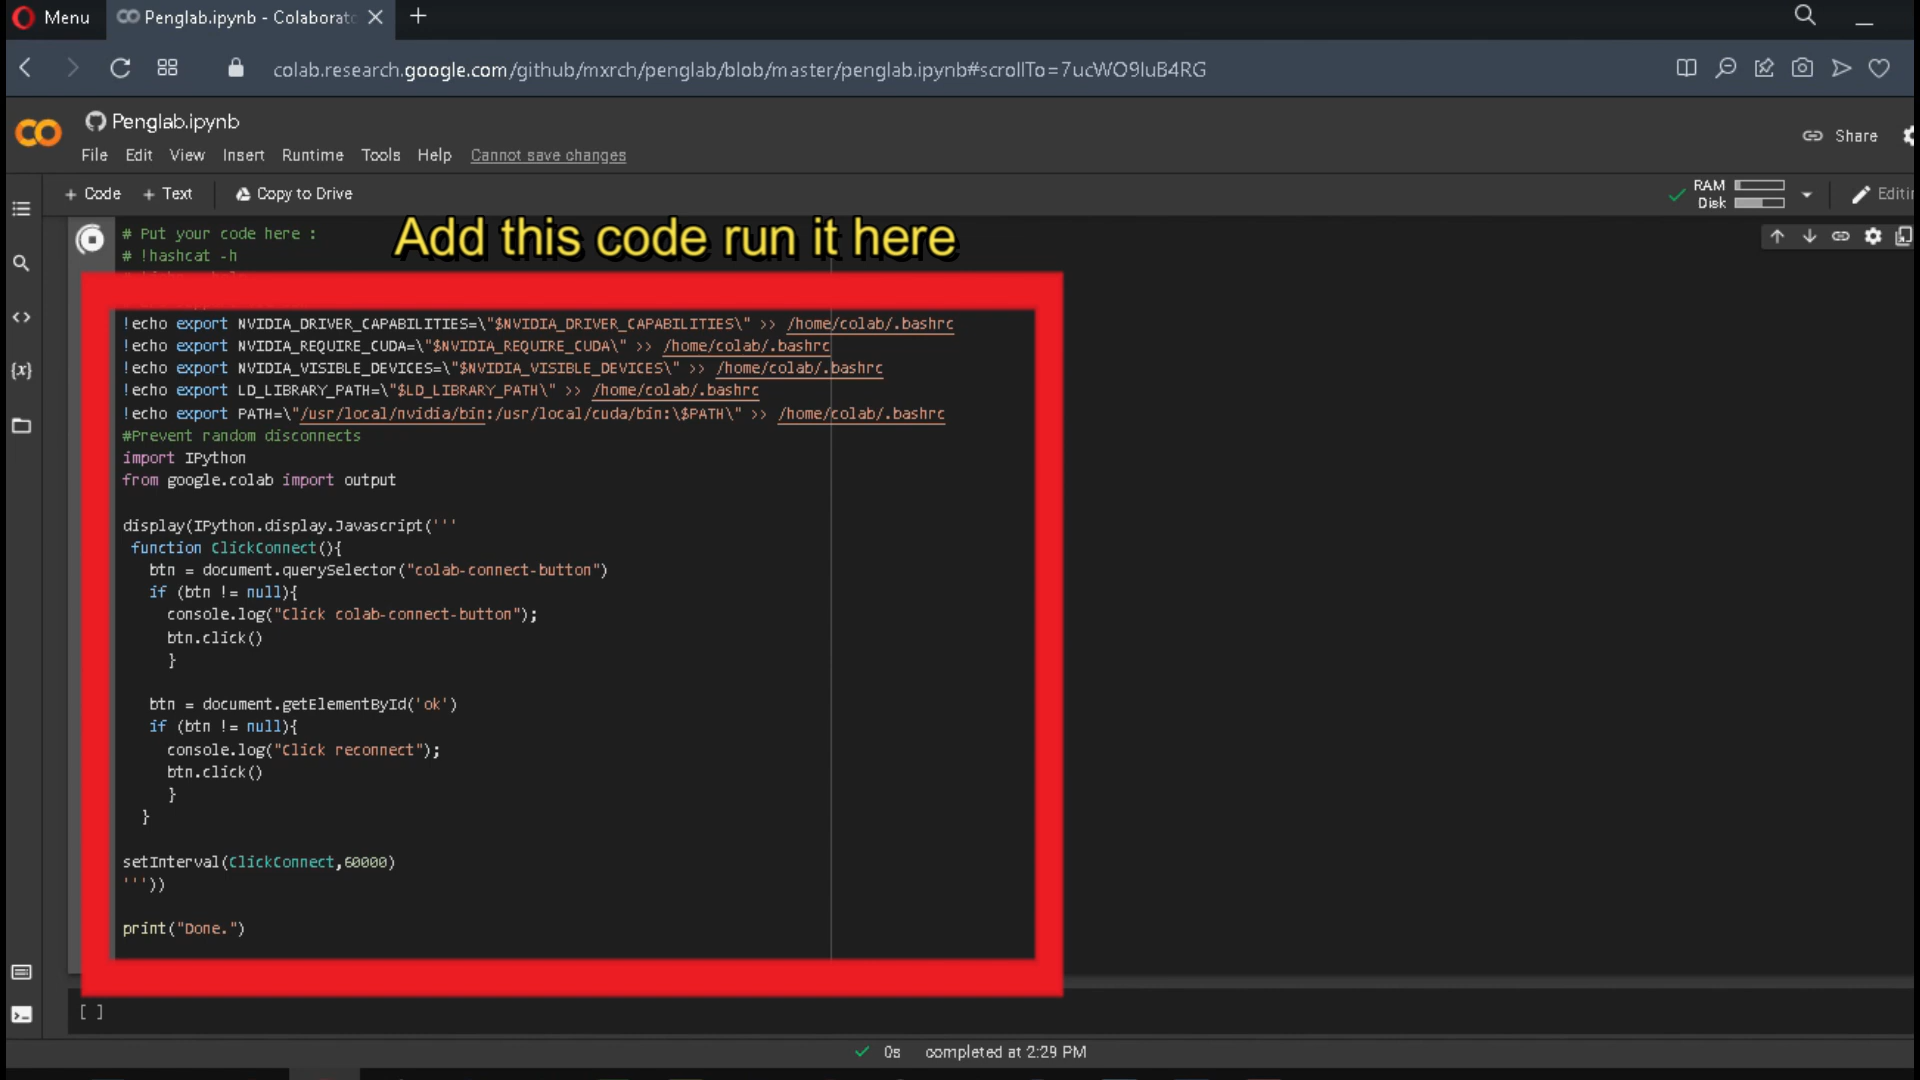 Menu
Penglab.ipynb - Colaborato
colab.research.google.com/github/mxrch/penglab/blob/master/penglab.ipynb#scrollTo=7ucWO9IuB4RG
Penglab.ipynb
Share
File Edit View Insert Runtime Tools Help Cannot save changes
+ Code + Text Copy to Drive
RAM
Disk
Editin
# Put your code here :
Add this code run it here
# !hashcat -h
!echo export NVIDIA_DRIVER_CAPABILITIES=\"$NVIDIA_DRIVER_CAPABILITIES\" >> /home/colab/.bashrc
!echo export NVIDIA_REQUIRE_CUDA=\"$NVIDIA_REQUIRE_CUDA\" >> /home/colab/.bashrc
!echo export NVIDIA_VISIBLE_DEVICES=\"$NVIDIA_VISIBLE_DEVICES\" >> /home/colab/.bashrc
!echo export LD_LIBRARY_PATH=\"$LD_LIBRARY_PATH\" >> /home/colab/.bashrc
!echo export PATH=\"/usr/local/nvidia/bin:/usr/local/cuda/bin:\$PATH\" >> /home/colab/.bashrc
#Prevent random disconnects
import IPython
from google.colab import output
display(IPython.display.Javascript('''
function ClickConnect(){
btn = document.querySelector("colab-connect-button")
if (btn != null){
console.log("Click colab-connect-button");
btn.click()
}
btn = document.getElementById('ok')
if (btn != null){
console.log("Click reconnect");
btn.click()
}
}
setInterval(ClickConnect,60000)
'''))
print("Done.")
[ ]
0s completed at 2:29 PM